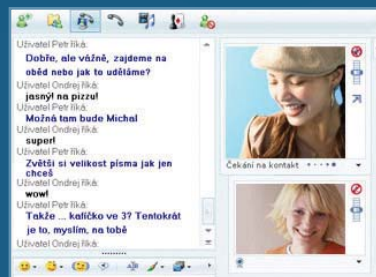 Uživatel Petr říká:
Dobře, ale vážně, zajdeme na
oběd nebo jak to uděláme?
Uživatel Ondrej říká:
jasný! na pizzu!
Uživatel Petr říká:
Možná tam bude Michal
Uživatel Ondrej říká:
super!
Uživatel Petr říká:
Zvětši si velikost písma jak jen
chceš
Uživatel Ondrej říká:
wow!
Uživatel Petr říká:
Takže ... kafíčko ve 3? Tentokrát
je to, myslím, na tobě
Uživatel Ondrej říká:
Čekání na kontakt